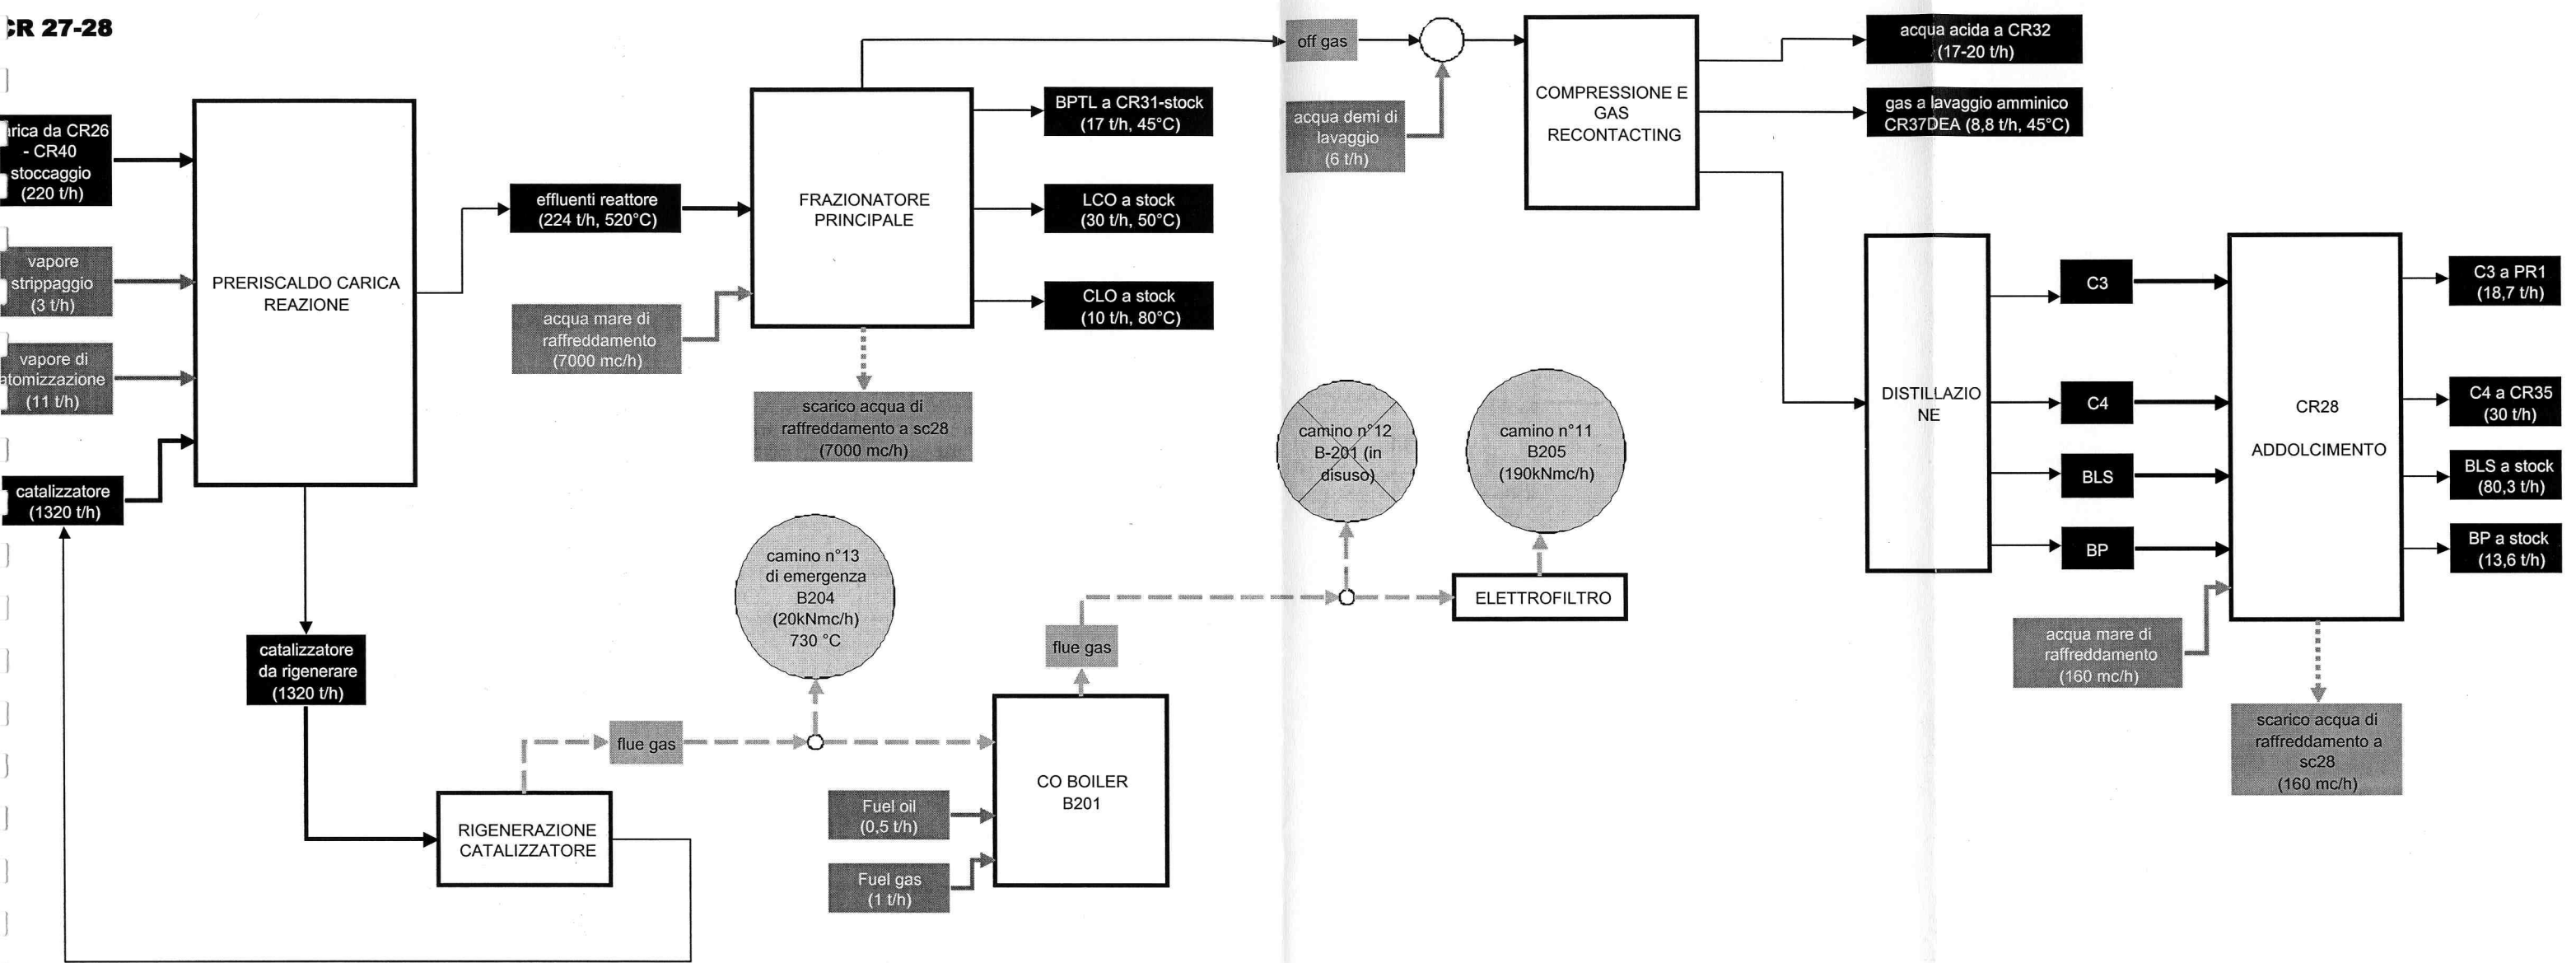 CR 27-28
carica da CR26
- CR40
stoccaggio
(220 t/h)
vapore
strippaggio
(3 t/h)
vapore di
atomizzazione
(11 t/h)
catalizzatore
(1320 t/h)
PRERISCALDO CARICA
REAZIONE
catalizzatore
da rigenerare
(1320 t/h)
RIGENERAZIONE
CATALIZZATORE
effluenti reattore
(224 t/h, 520°C)
acqua mare di
raffreddamento
(7000 mc/h)
FRAZIONATORE
PRINCIPALE
scarico acqua di
raffreddamento a sc28
(7000 mc/h)
BPTL a CR31-stock
(17 t/h, 45°C)
LCO a stock
(30 t/h, 50°C)
CLO a stock
(10 t/h, 80°C)
flue gas
camino n°13
di emergenza
B204
(20kNmc/h)
730 °C
Fuel oil
(0,5 t/h)
Fuel gas
(1 t/h)
CO BOILER
B201
flue gas
camino n°12
B-201 (in
disuso)
camino n°11
B205
(190kNmc/h)
ELETTROFILTRO
off gas
acqua demi di
lavaggio
(6 t/h)
COMPRESSIONE E
GAS
RECONTACTING
acqua acida a CR32
(17-20 t/h)
gas a lavaggio amminico
CR37DEA (8,8 t/h, 45°C)
DISTILLAZIO
NE
C3
C4
BLS
BP
acqua mare di
raffreddamento
(160 mc/h)
CR28
ADDOLCIMENTO
scarico acqua di
raffreddamento a
sc28
(160 mc/h)
C3 a PR1
(18,7 t/h)
C4 a CR35
(30 t/h)
BLS a stock
(80,3 t/h)
BP a stock
(13,6 t/h)